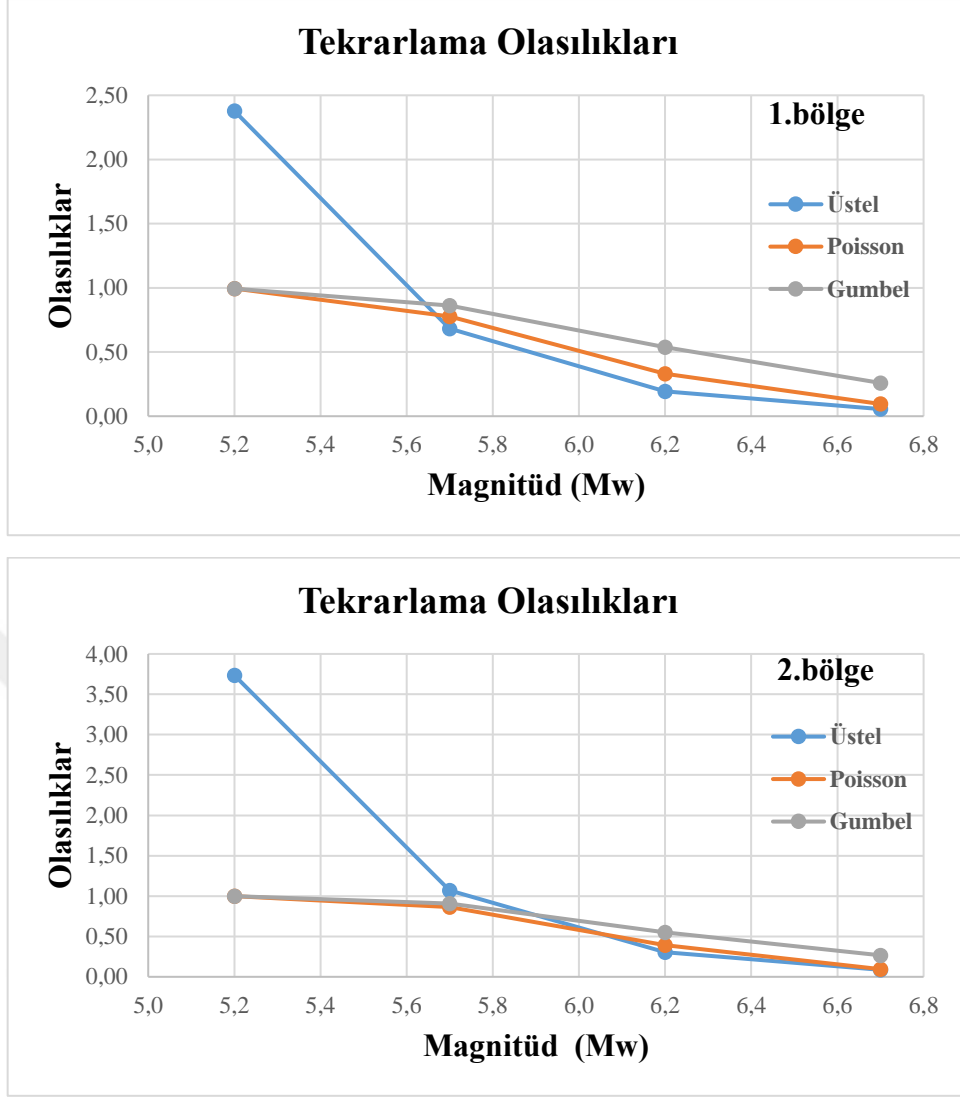 Tekrarlama Olasılıkları
1.bölge
Olasılıklar
2,50
2,00
1,50
1,00
0,50
0,00
Üstel
Poisson
Gumbel
5,0 5,2 5,4 5,6 5,8 6,0 6,2 6,4 6,6 6,8
Magnitüd (Mw)
Tekrarlama Olasılıkları
2.bölge
Olasılıklar
4,00
3,50
3,00
2,50
2,00
1,50
1,00
0,50
0,00
Üstel
Poisson
Gumbel
5,0 5,2 5,4 5,6 5,8 6,0 6,2 6,4 6,6 6,8
Magnitüd (Mw)